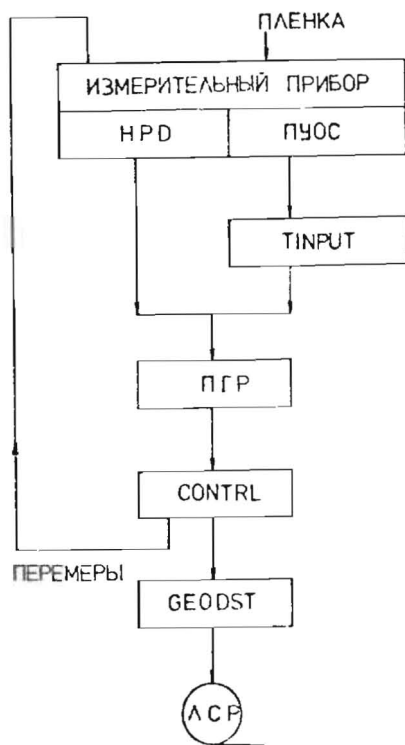 ПЛЕНКА
ИЗМЕРИТЕЛЬНЫЙ ПРИБОР
HPD ПУОС
TINPUT
ПГР
CONTRL
ПЕРЕМЕРЫ
GEODST
ЛСР